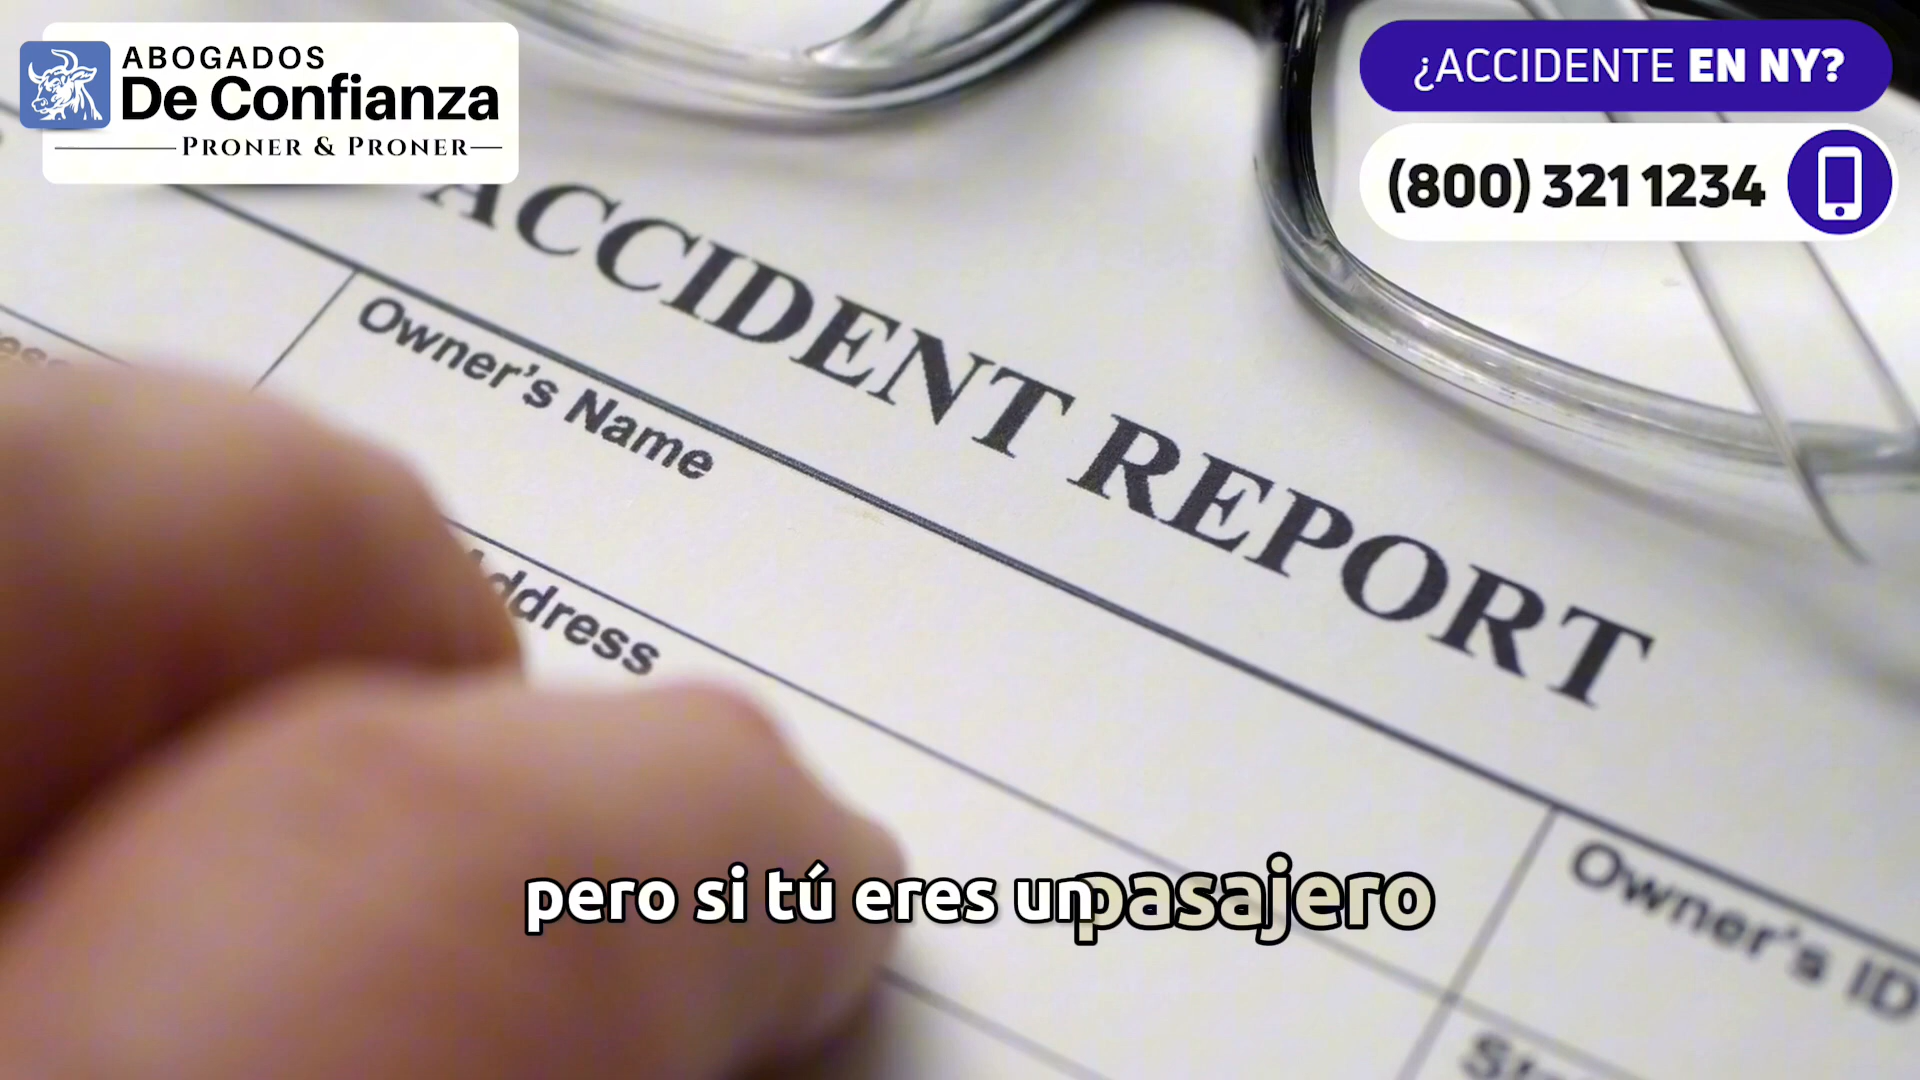 ABOGADOS
De Confianza
PRONER & PRONER
¿ACCIDENTE EN NY?
(800) 321 1234
ACCIDENT REPORT
Owner's Name
Address
Owner's ID
pero si tú eres un pasajero